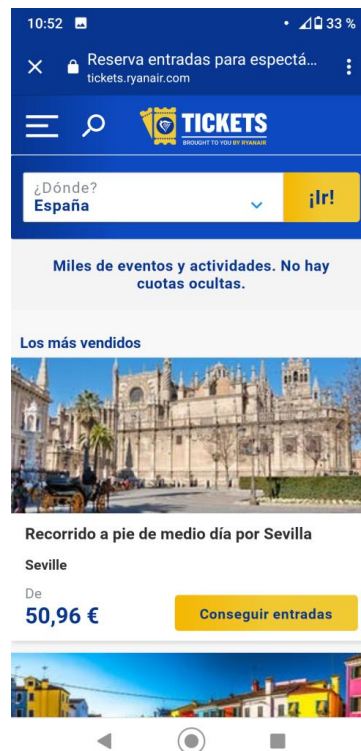 10:52
33 %
Reserva entradas para espectá...
tickets.ryanair.com
TICKETS
BROUGHT TO YOU BY RYANAIR
¿Dónde?
España
¡Ir!
Miles de eventos y actividades. No hay
cuotas ocultas.
Los más vendidos
Recorrido a pie de medio día por Sevilla
Seville
De
50,96 €
Conseguir entradas